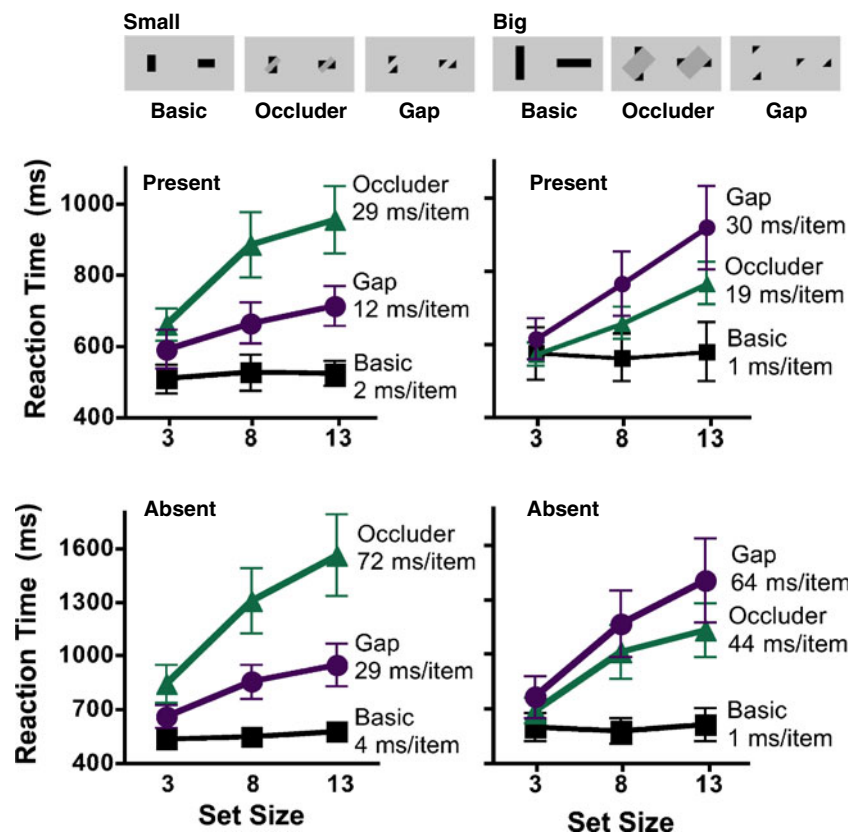 Small
Big
Basic
Occluder
Gap
Basic
Occluder
Gap
Reaction Time (ms)
1000
800
600
400
Present
Occluder
29 ms/item
Gap
12 ms/item
Basic
2 ms/item
3
8
13
Present
Gap
30 ms/item
Occluder
19 ms/item
Basic
1 ms/item
3
8
13
Reaction Time (ms)
1600
1300
1000
700
400
Absent
Occluder
72 ms/item
Gap
29 ms/item
Basic
4 ms/item
3
8
13
Set Size
Absent
Gap
64 ms/item
Occluder
44 ms/item
Basic
1 ms/item
3
8
13
Set Size